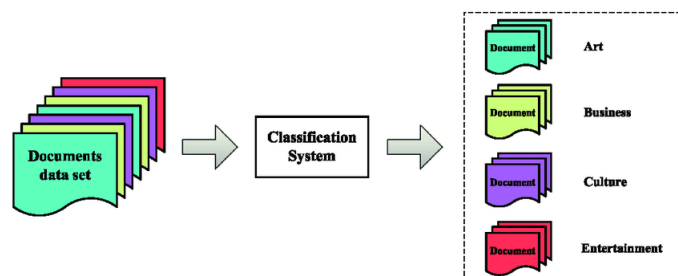 Documents
data set
Classification
System
Document
Art
Document
Business
Document
Culture
Document
Entertainment